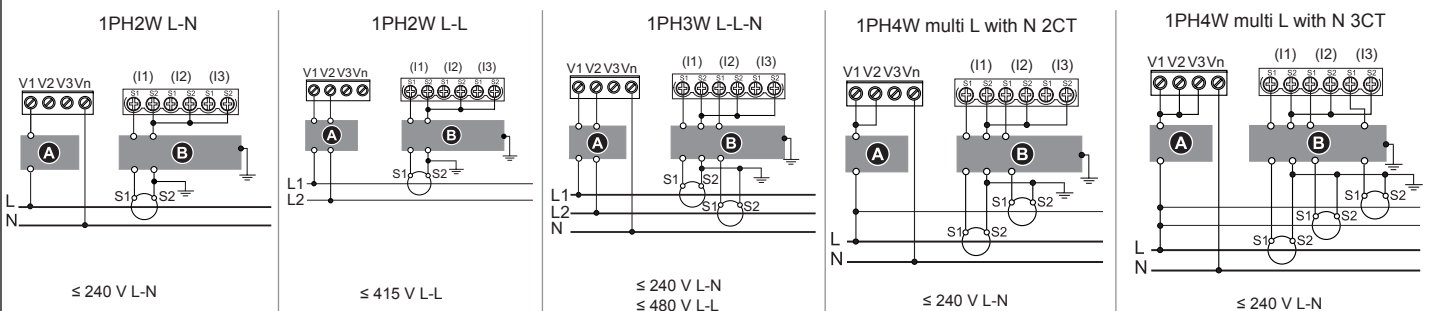 1PH2W L-N
V1 V2 V3 Vn
(I1) (I2) (I3)
S1 S2 S1 S2 S1 S2
A
B
S1 S2
L
N
≤ 240 V L-N
1PH2W L-L
V1 V2 V3 Vn
(I1) (I2) (I3)
S1 S2 S1 S2 S1 S2
A
B
S1 S2
L1
L2
≤ 415 V L-L
1PH3W L-L-N
V1 V2 V3 Vn
(I1) (I2) (I3)
S1 S2 S1 S2 S1 S2
A
B
S1 S2
S1 S2
L1
L2
N
≤ 240 V L-N
≤ 480 V L-L
1PH4W multi L with N 2CT
V1 V2 V3 Vn
(I1) (I2) (I3)
S1 S2 S1 S2 S1 S2
A
B
S1 S2
S1 S2
L
N
≤ 240 V L-N
1PH4W multi L with N 3CT
V1 V2 V3 Vn
(I1) (I2) (I3)
S1 S2 S1 S2 S1 S2
A
B
S1 S2
S1 S2
S1 S2
L
N
≤ 240 V L-N